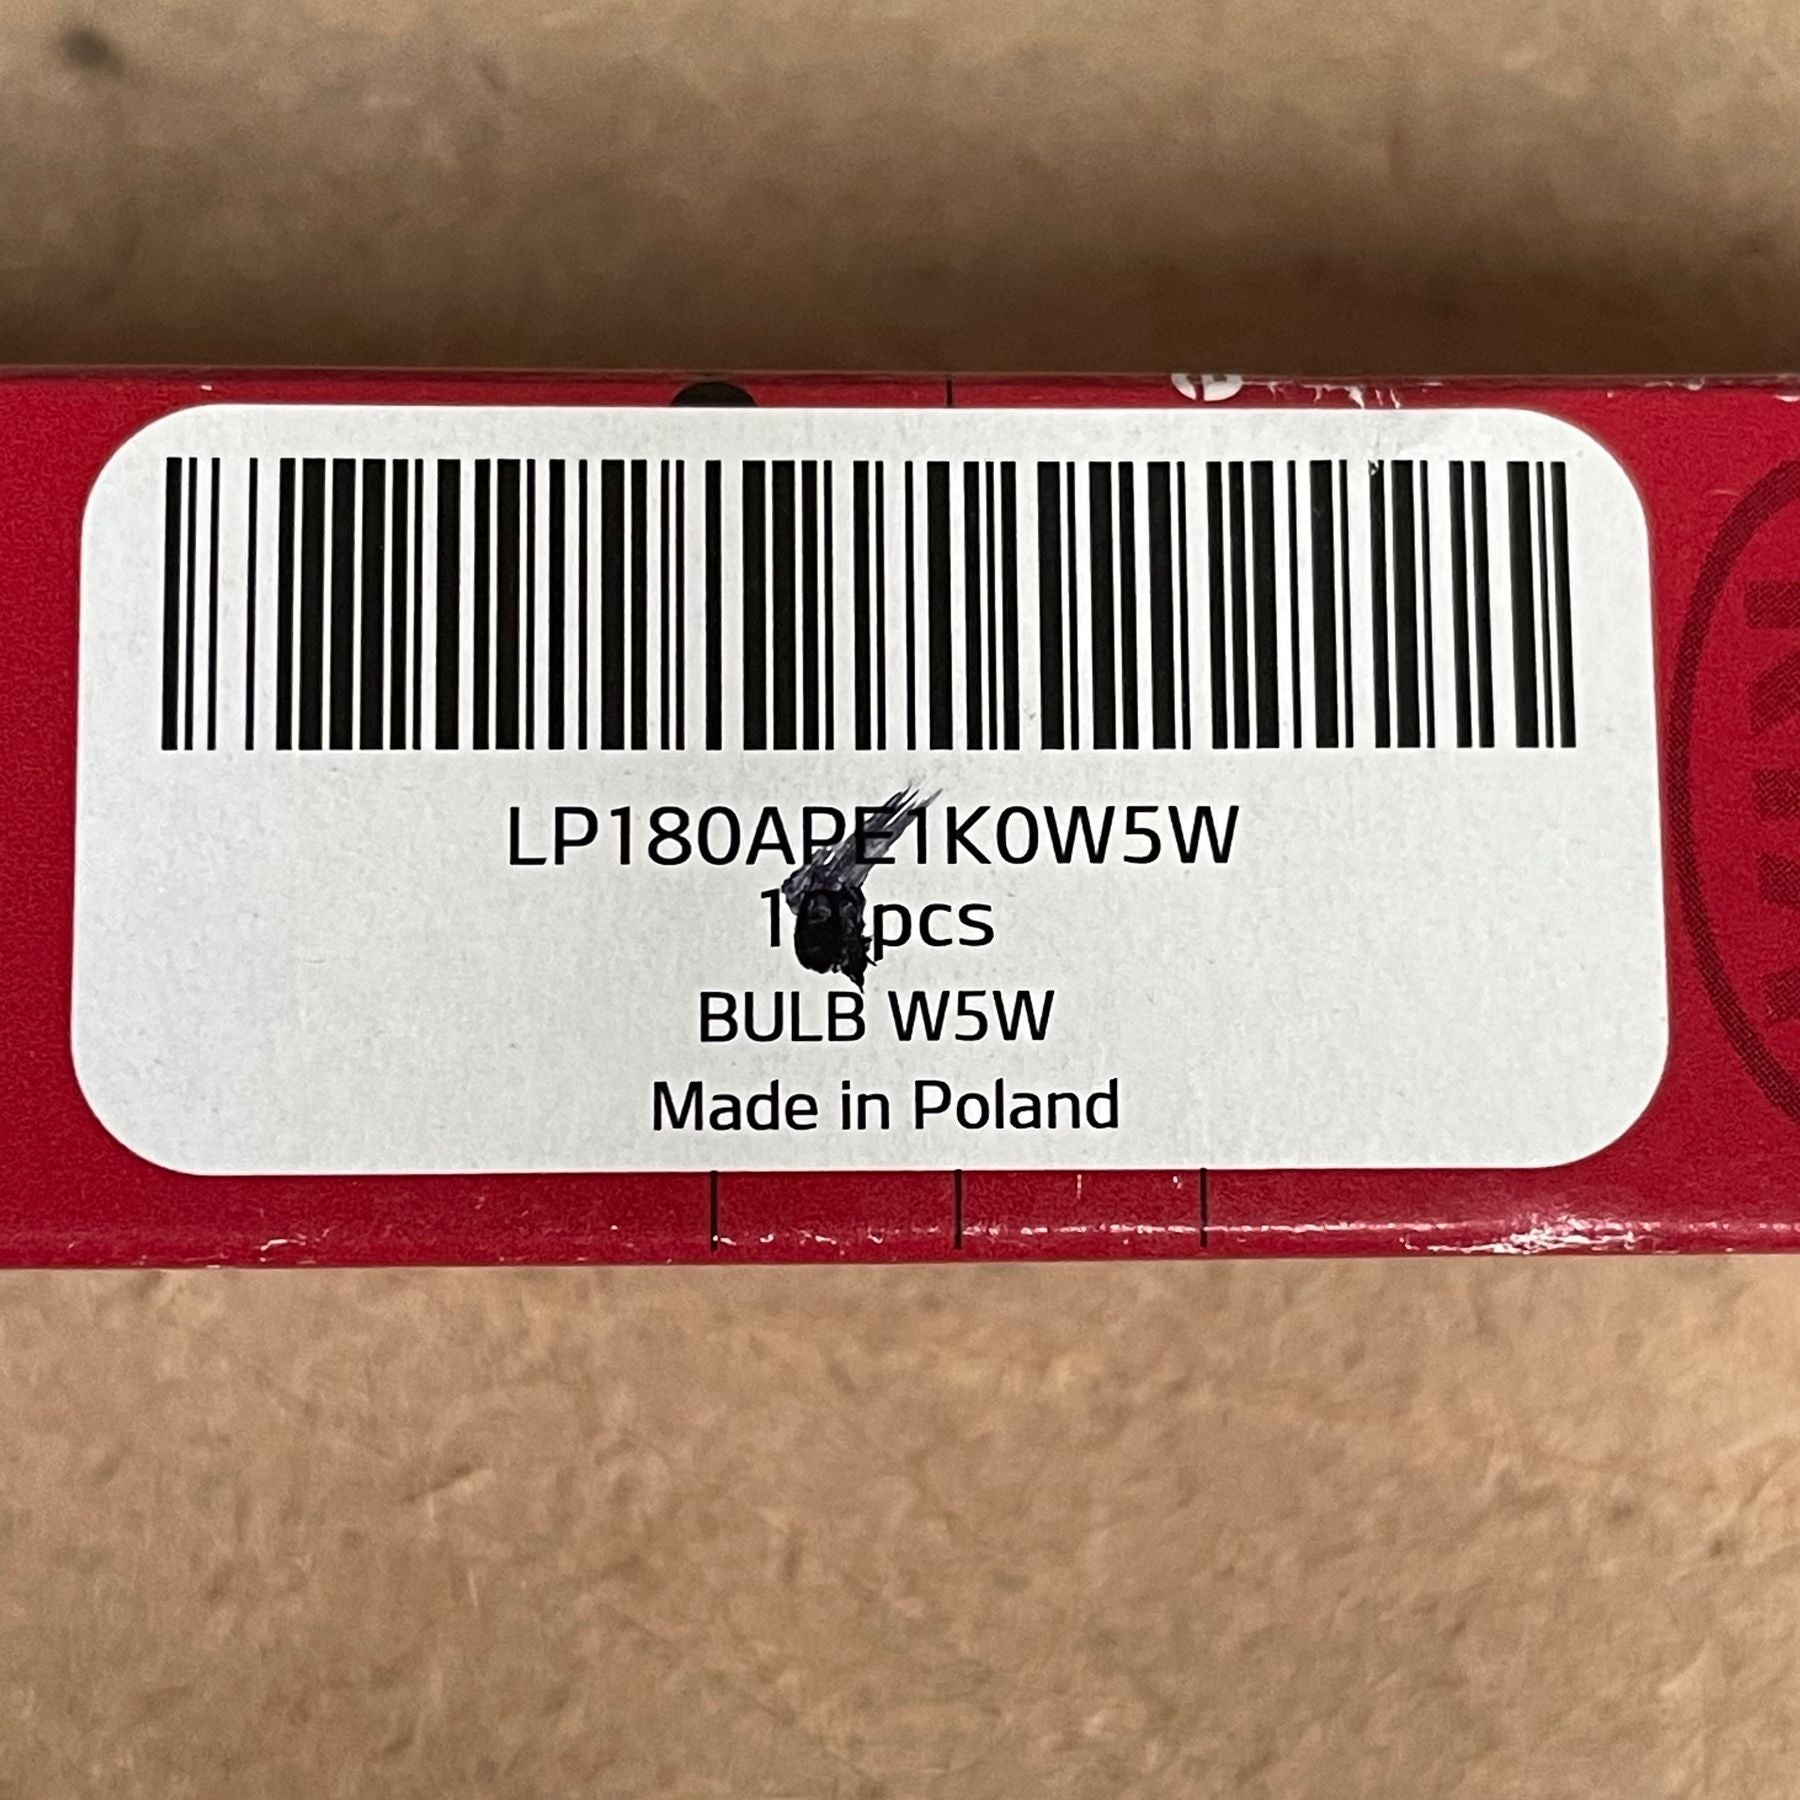 LP180APE1K0W5W
pcs
BULB W5W
Made in Poland